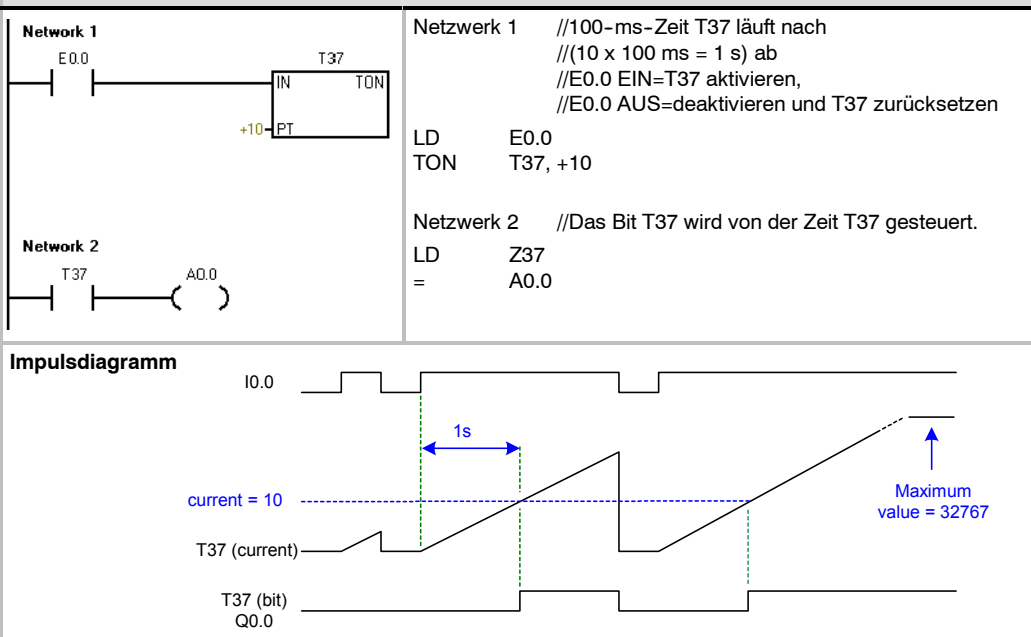 Network 1
E0.0
T37
IN TON
+10 PT
Network 2
T37
A0.0
Netzwerk 1 //100-ms-Zeit T37 läuft nach
//(10 x 100 ms = 1 s) ab
//E0.0 EIN=T37 aktivieren,
//E0.0 AUS=deaktivieren und T37 zurücksetzen
LD E0.0
TON T37, +10
Netzwerk 2 //Das Bit T37 wird von der Zeit T37 gesteuert.
LD Z37
= A0.0
Impulsdiagramm
I0.0
1s
current = 10
Maximum
value = 32767
T37 (current)
T37 (bit)
Q0.0